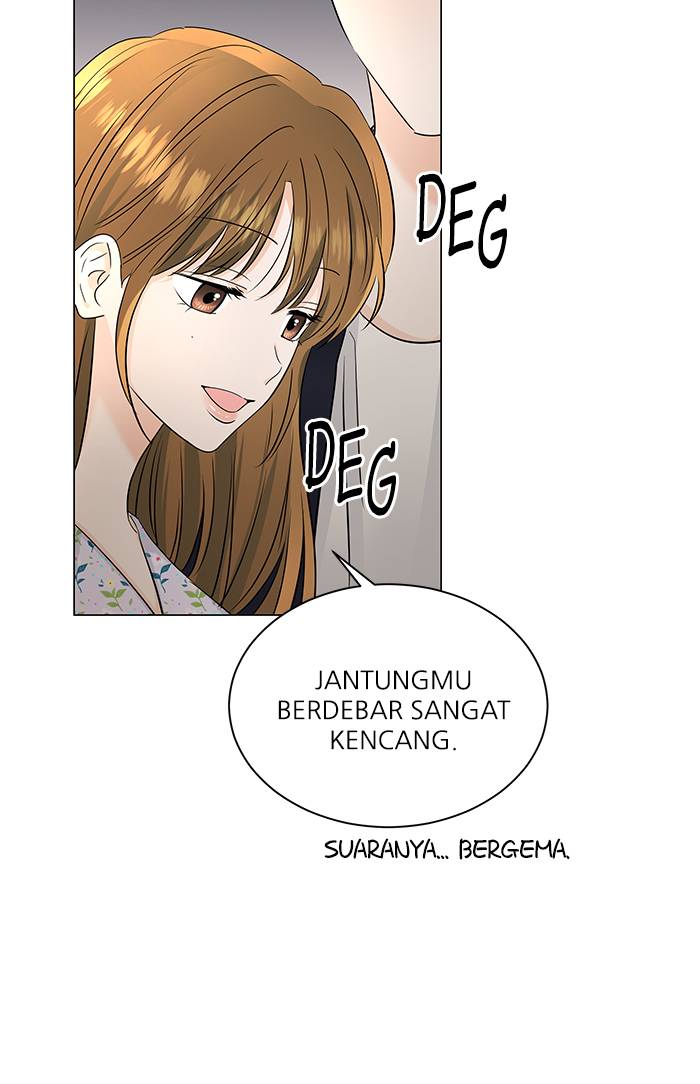 DEG
DEG
JANTUNGMU
BERDEBAR SANGAT
KENCANG.
SUARANYA... BERGEMA.